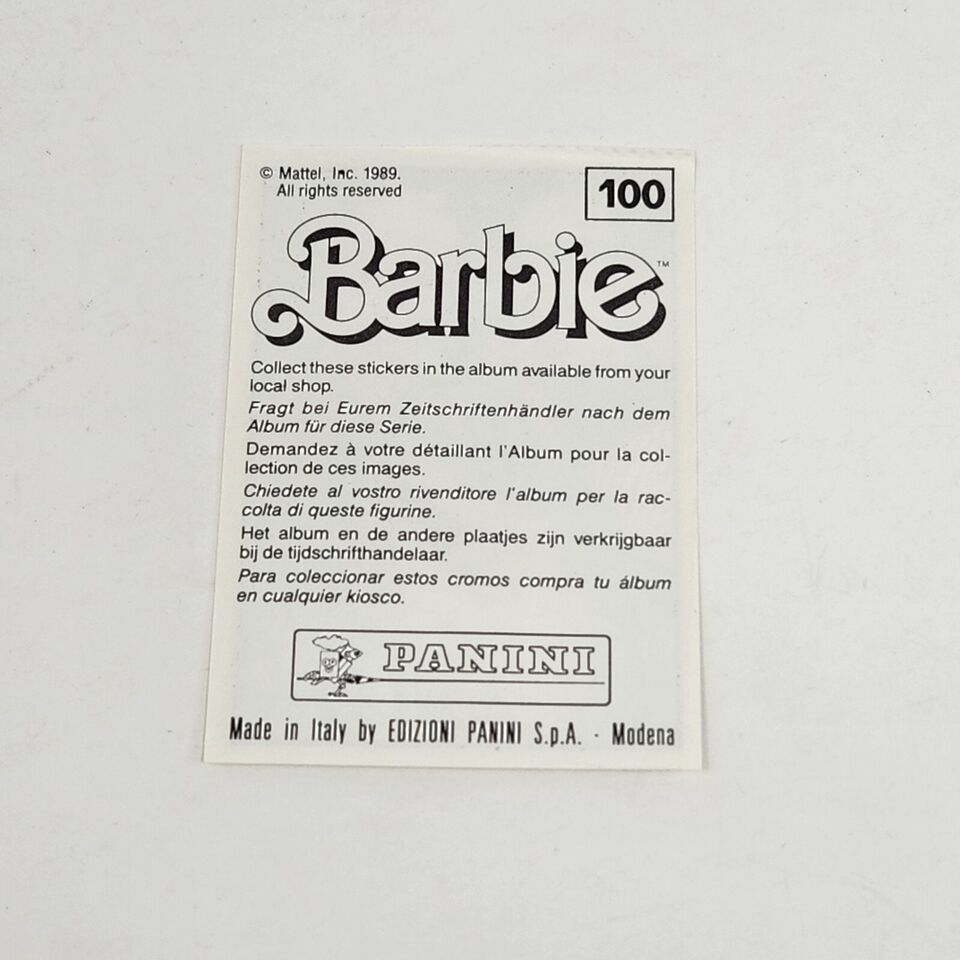 © Mattel, Inc. 1989.
All rights reserved
100
Barbie™
Collect these stickers in the album available from your
local shop.
Fragt bei Eurem Zeitschriftenhändler nach dem
Album für diese Serie.
Demandez à votre détaillant l'Album pour la col-
lection de ces images.
Chiedete al vostro rivenditore l'album per la rac-
colta di queste figurine.
Het album en de andere plaatjes zijn verkrijgbaar
bij de tijdschrifthandelaar.
Para coleccionar estos cromos compra tu álbum
en cualquier kiosco.
PANINI
Made in Italy by EDIZIONI PANINI S.p.A. - Modena